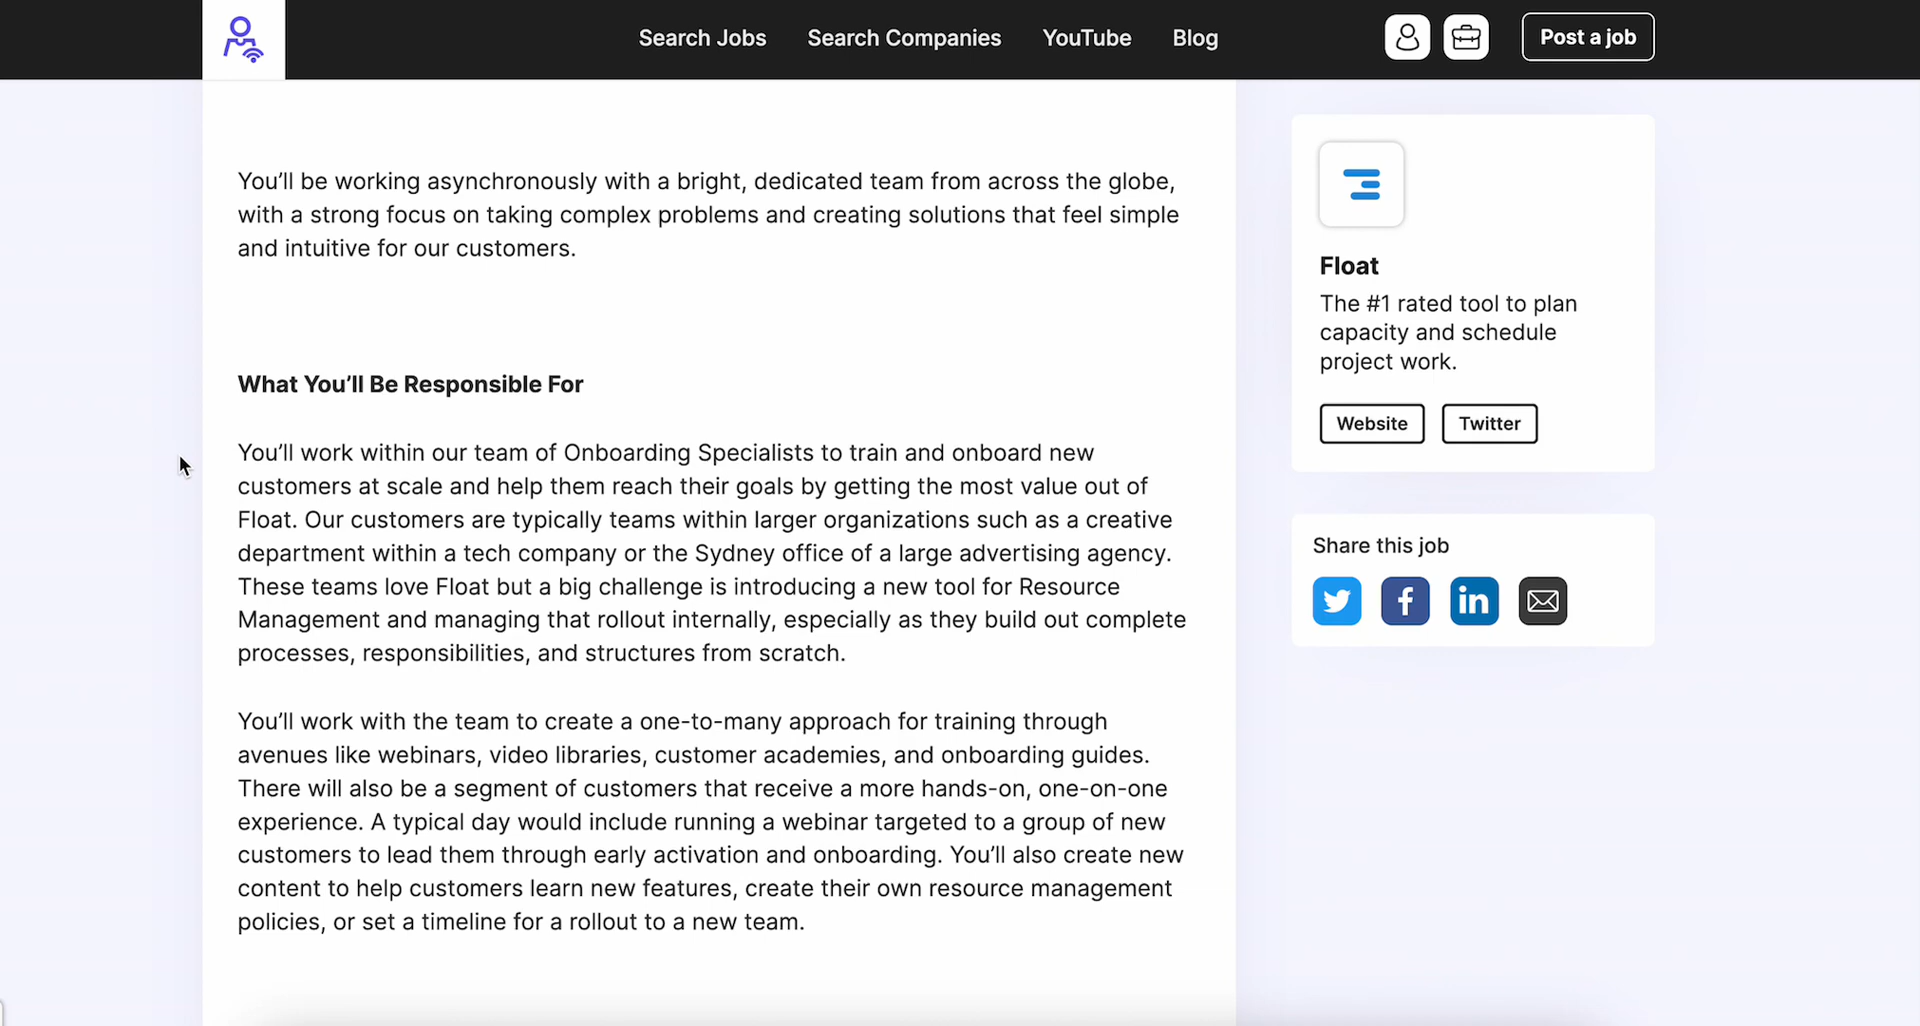 Search Jobs
Search Companies
YouTube
Blog
Post a job
You’ll be working asynchronously with a bright, dedicated team from across the globe,
with a strong focus on taking complex problems and creating solutions that feel simple
and intuitive for our customers.
What You’ll Be Responsible For
You’ll work within our team of Onboarding Specialists to train and onboard new
customers at scale and help them reach their goals by getting the most value out of
Float. Our customers are typically teams within larger organizations such as a creative
department within a tech company or the Sydney office of a large advertising agency.
These teams love Float but a big challenge is introducing a new tool for Resource
Management and managing that rollout internally, especially as they build out complete
processes, responsibilities, and structures from scratch.
You’ll work with the team to create a one-to-many approach for training through
avenues like webinars, video libraries, customer academies, and onboarding guides.
There will also be a segment of customers that receive a more hands-on, one-on-one
experience. A typical day would include running a webinar targeted to a group of new
customers to lead them through early activation and onboarding. You’ll also create new
content to help customers learn new features, create their own resource management
policies, or set a timeline for a rollout to a new team.
Float
The #1 rated tool to plan
capacity and schedule
project work.
Website
Twitter
Share this job